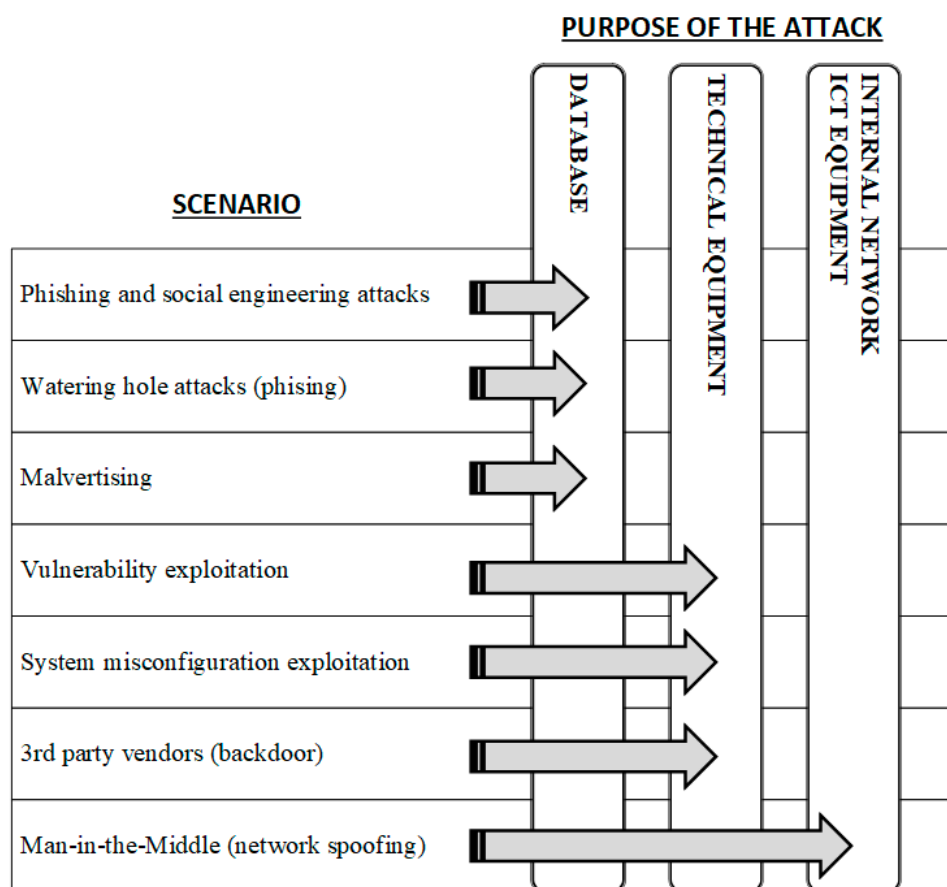 PURPOSE OF THE ATTACK
DATABASE
TECHNICAL EQUIPMENT
INTERNAL NETWORK
ICT EQUIPMENT
SCENARIO
Phishing and social engineering attacks
Watering hole attacks (phising)
Malvertising
Vulnerability exploitation
System misconfiguration exploitation
3rd party vendors (backdoor)
Man-in-the-Middle (network spoofing)